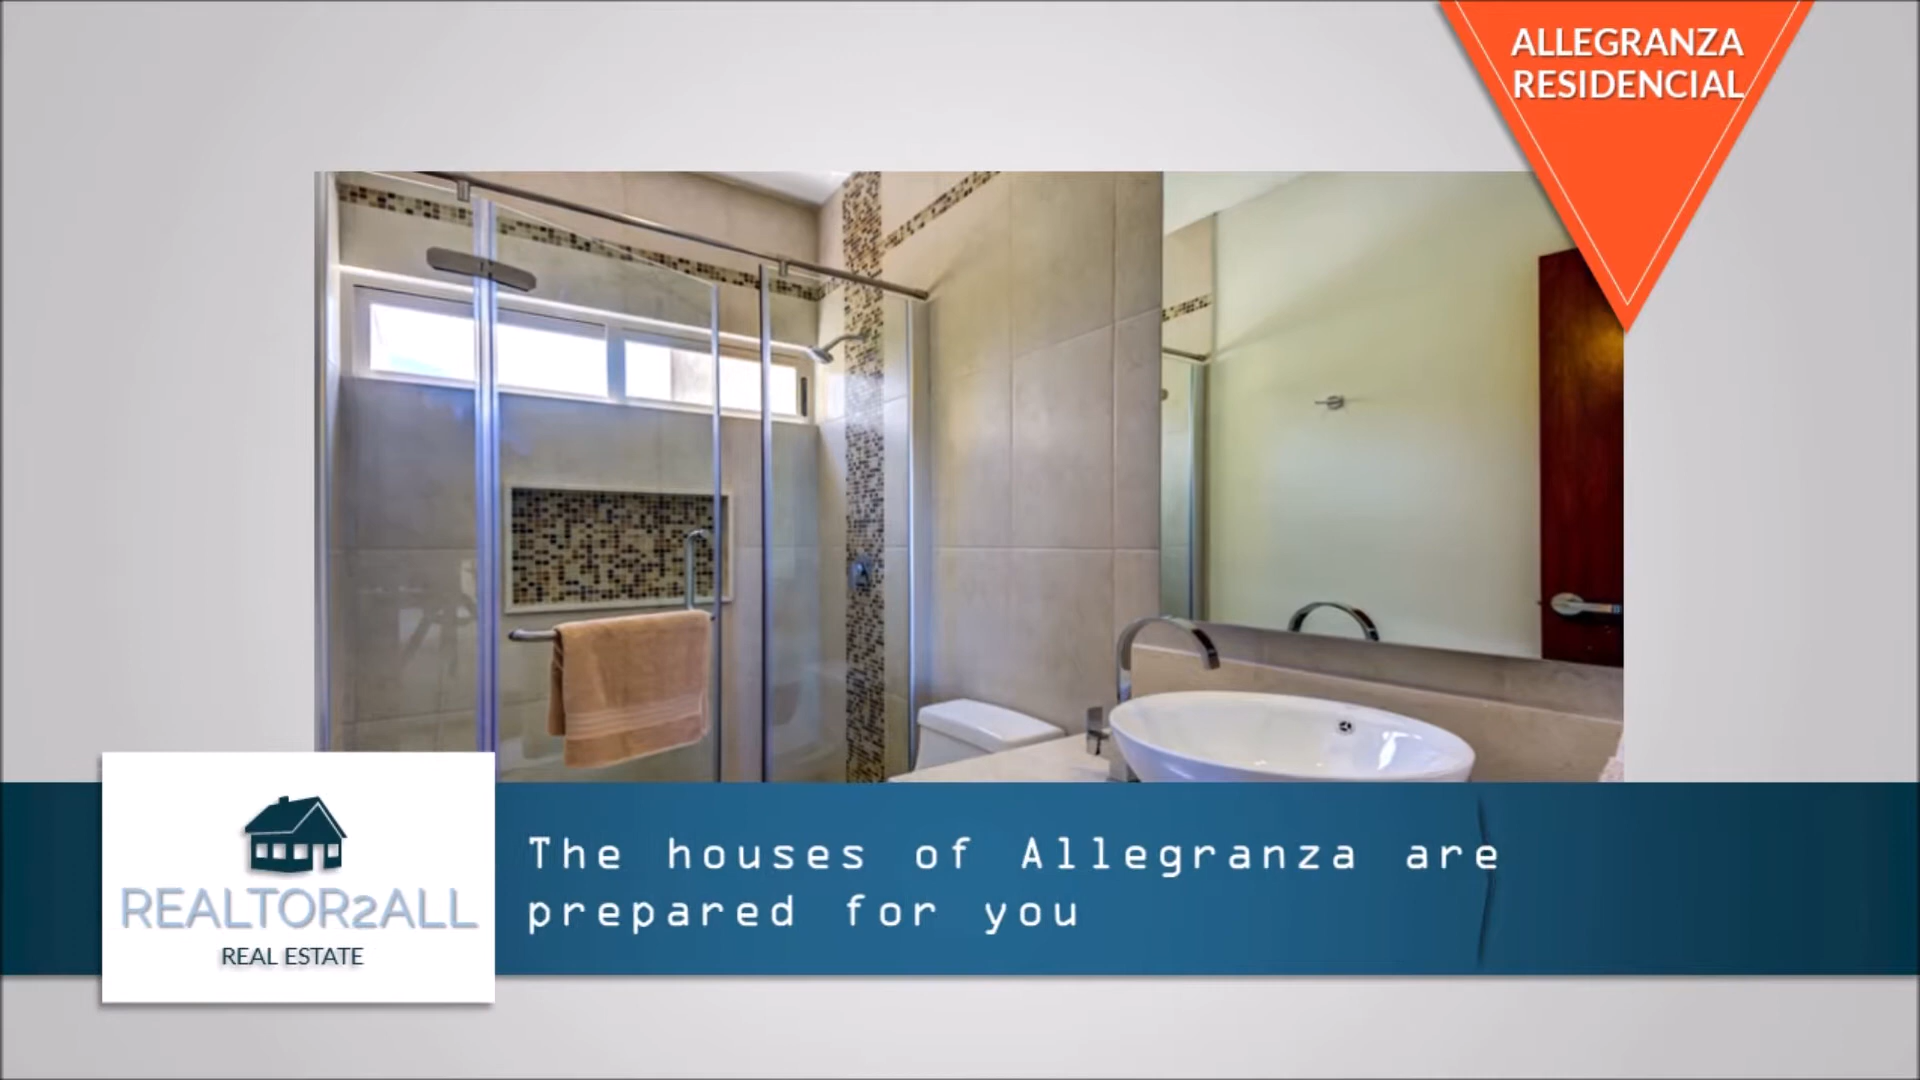 ALLEGRANZA
RESIDENCIAL
The houses of Allegranza are
prepared for you
REALTOR2ALL
REAL ESTATE